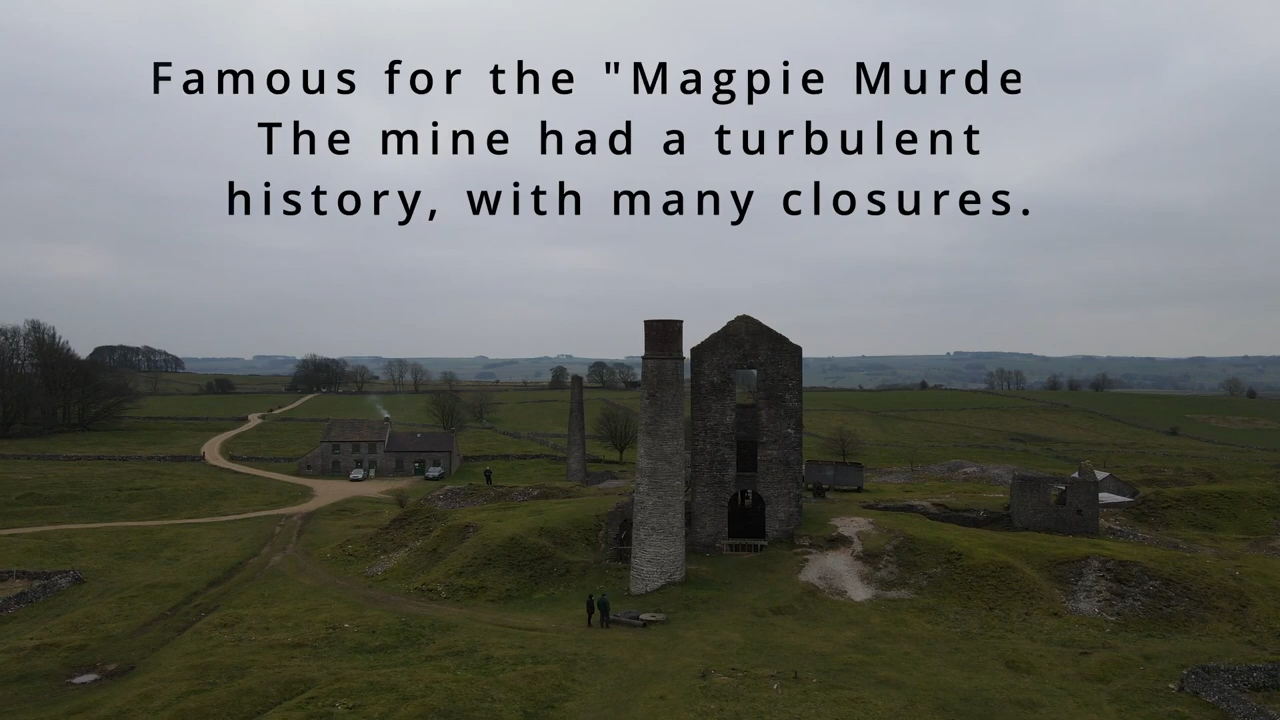 Famous for the "Magpie Murde
The mine had a turbulent
history, with many closures.